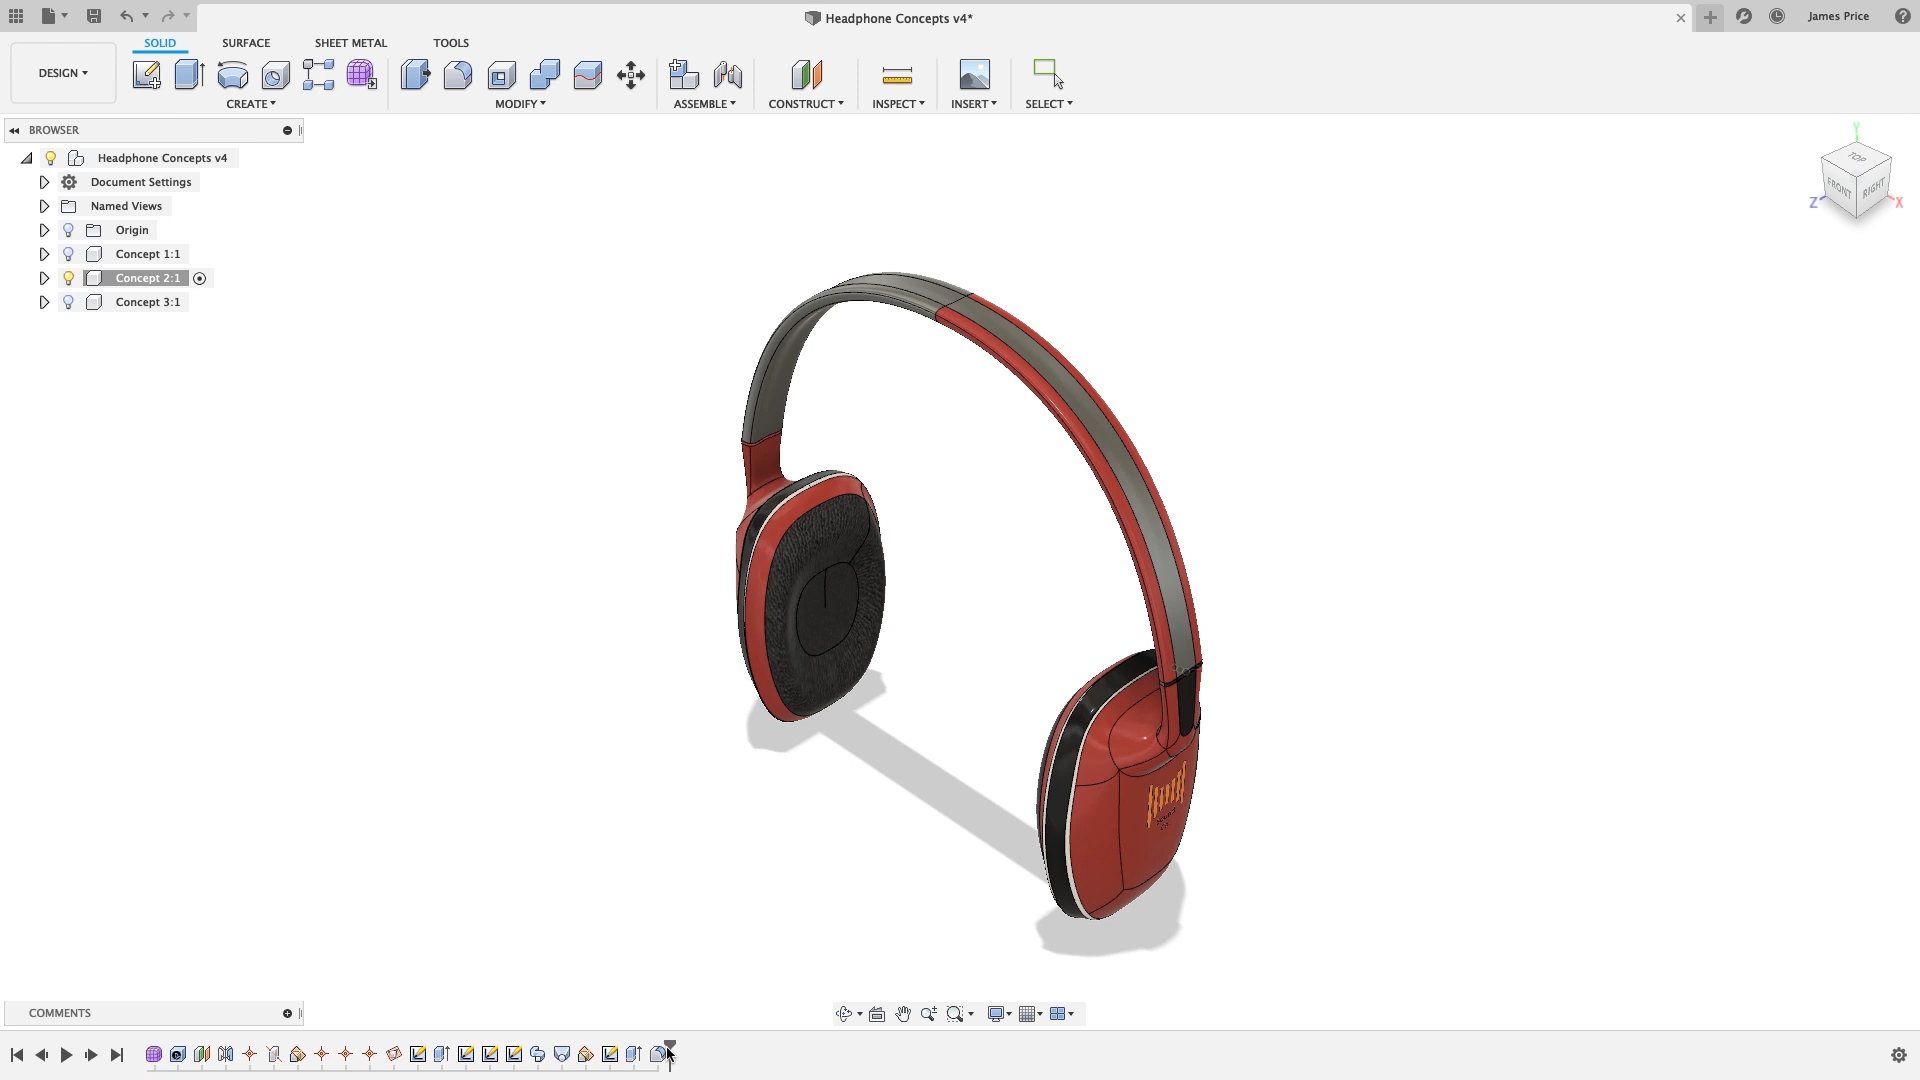 Headphone Concepts v4*
James Price
DESIGN
SOLID
SURFACE
SHEET METAL
TOOLS
CREATE
MODIFY
ASSEMBLE
CONSTRUCT
INSPECT
INSERT
SELECT
BROWSER
Headphone Concepts v4
Document Settings
Named Views
Origin
Concept 1:1
Concept 2:1
Concept 3:1
Y
TOP
FRONT
RIGHT
Z
X
COMMENTS